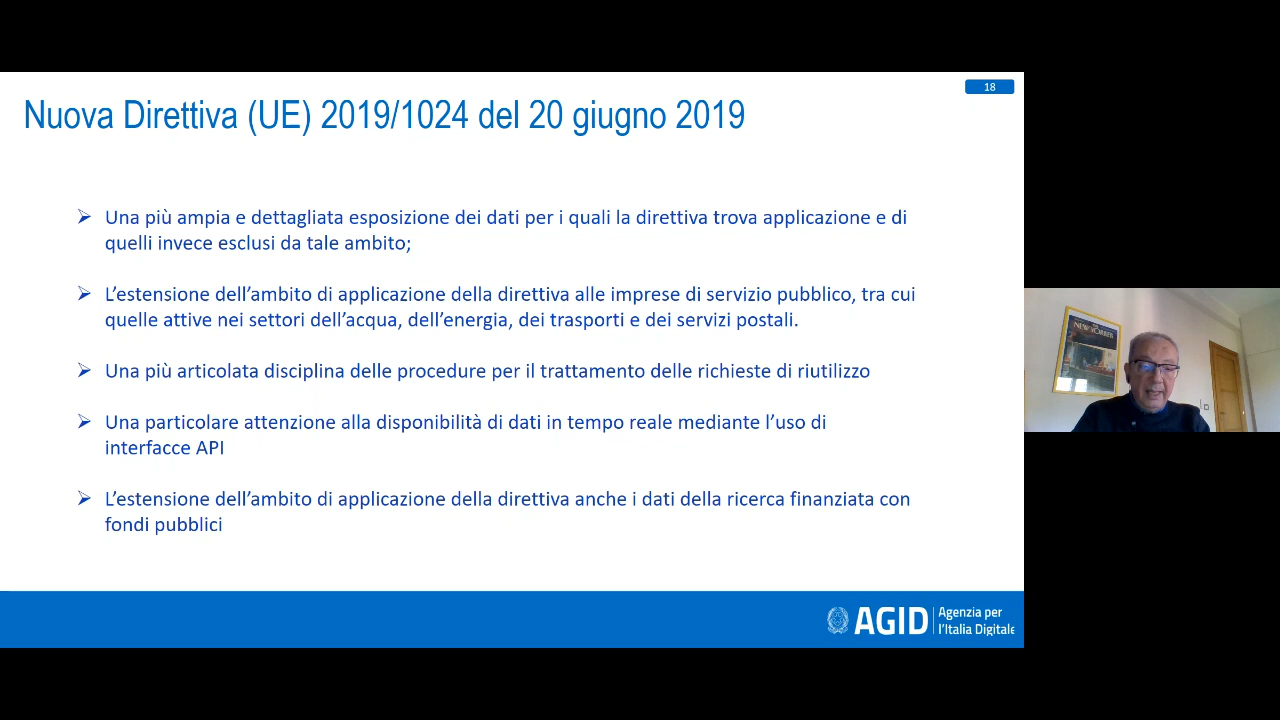 18
Nuova Direttiva (UE) 2019/1024 del 20 giugno 2019
Una più ampia e dettagliata esposizione dei dati per i quali la direttiva trova applicazione e di
quelli invece esclusi da tale ambito;
L’estensione dell’ambito di applicazione della direttiva alle imprese di servizio pubblico, tra cui
quelle attive nei settori dell’acqua, dell’energia, dei trasporti e dei servizi postali.
Una più articolata disciplina delle procedure per il trattamento delle richieste di riutilizzo
Una particolare attenzione alla disponibilità di dati in tempo reale mediante l’uso di
interfacce API
L’estensione dell’ambito di applicazione della direttiva anche i dati della ricerca finanziata con
fondi pubblici
NEW YORKER
AGID
Agenzia per
l’Italia Digitale